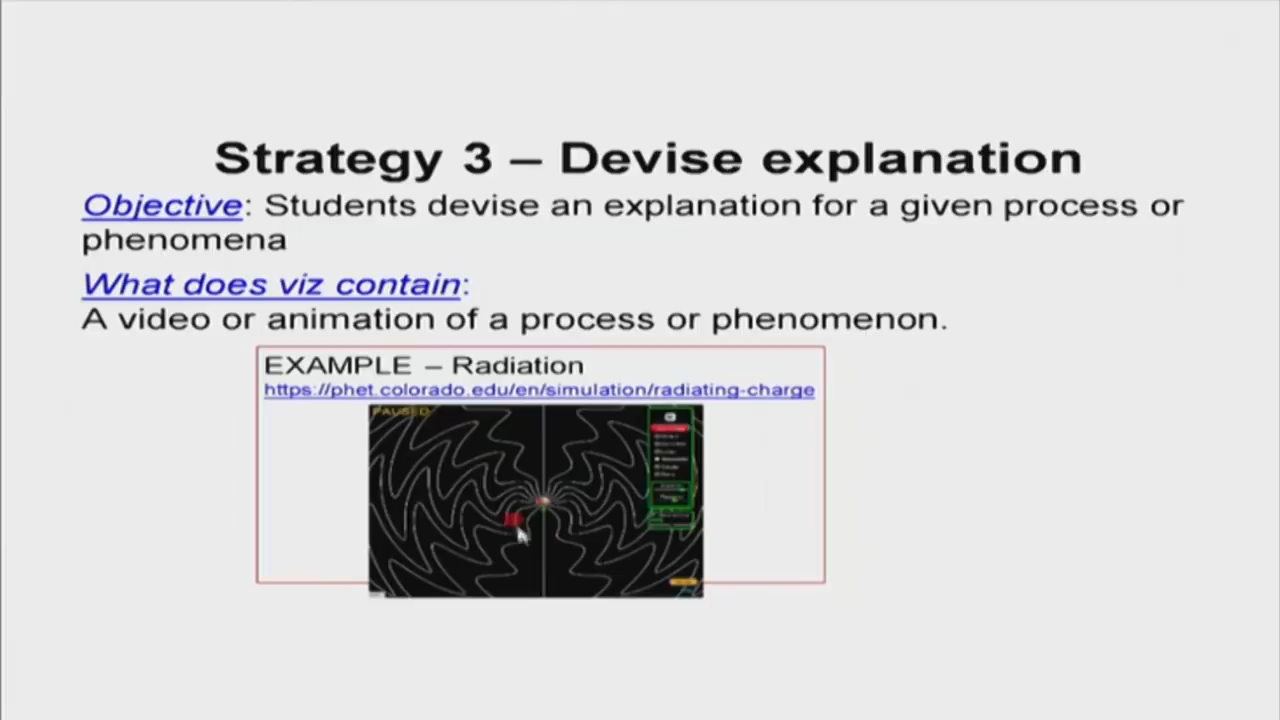 Strategy 3 – Devise explanation
Objective: Students devise an explanation for a given process or
phenomena
What does viz contain:
A video or animation of a process or phenomenon.
EXAMPLE – Radiation
https://phet.colorado.edu/en/simulation/radiating-charge
PAUSED